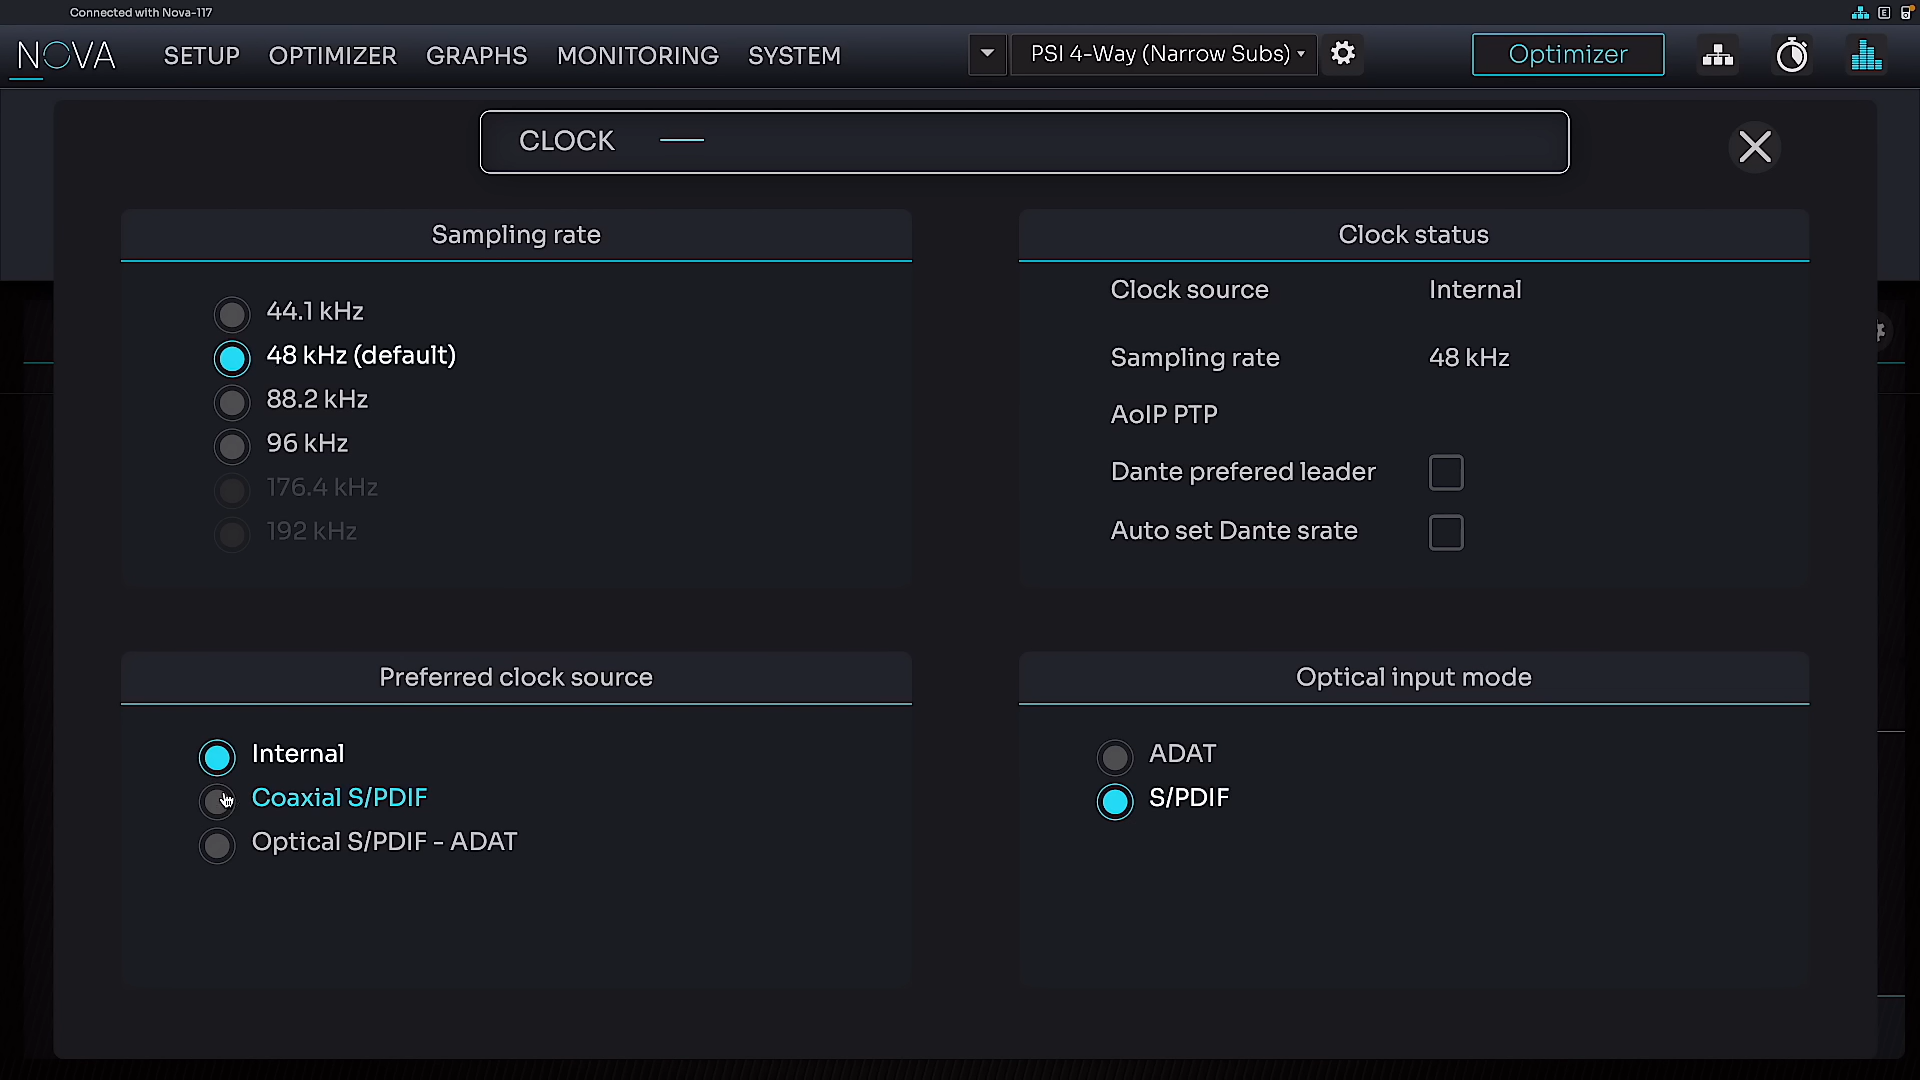 Connected with Nova-117
E
NOVA SETUP OPTIMIZER GRAPHS MONITORING SYSTEM PSI 4-Way (Narrow Subs) Optimizer
CLOCK
Sampling rate
44.1 kHz
48 kHz (default)
88.2 kHz
96 kHz
176.4 kHz
192 kHz
Clock status
Clock source Internal
Sampling rate 48 kHz
AoIP PTP
Dante prefered leader
Auto set Dante srate
Preferred clock source
Internal
Coaxial S/PDIF
Optical S/PDIF - ADAT
Optical input mode
ADAT
S/PDIF